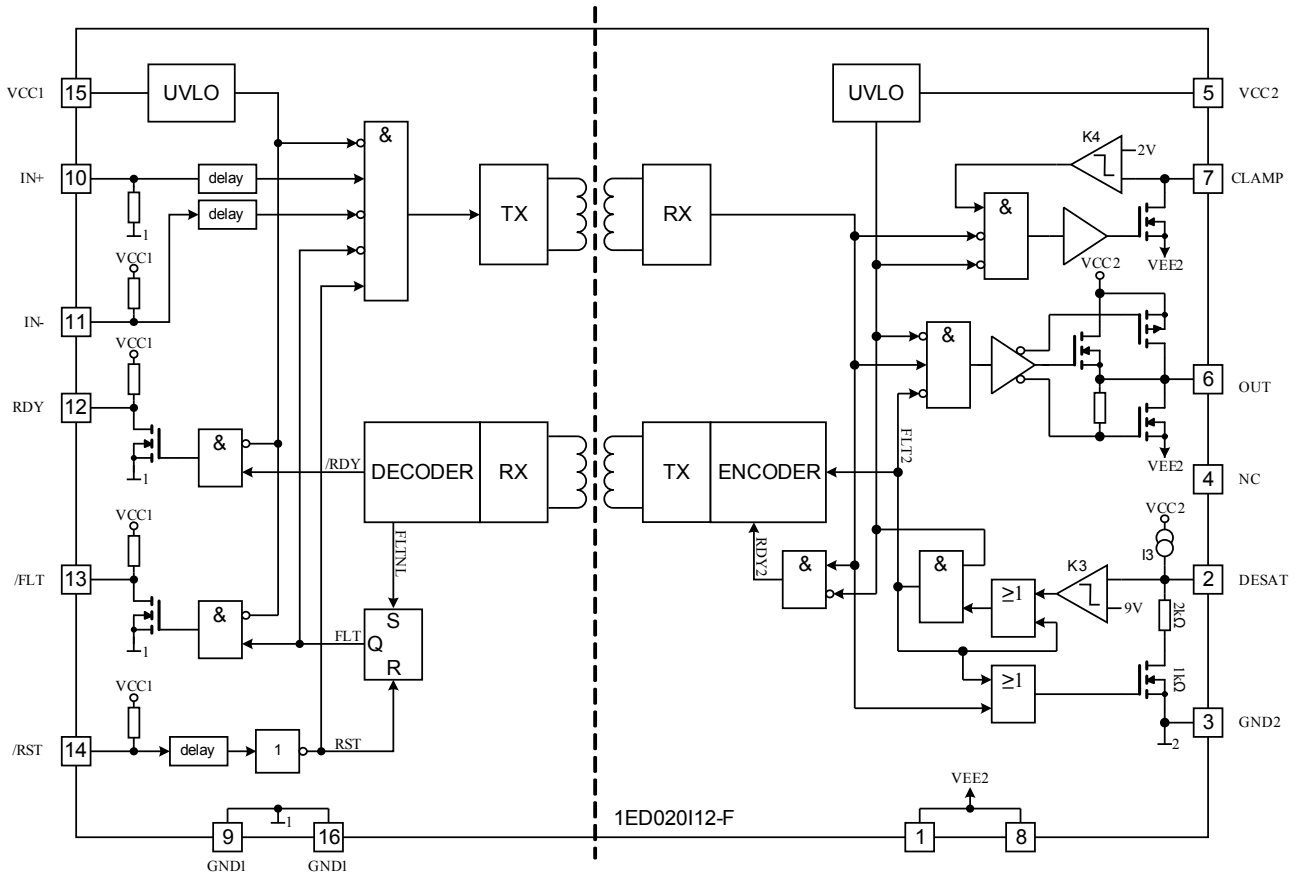 VCC1
15
UVLO
UVLO
5
VCC2
&
K4
2V
IN+
10
delay
TX
RX
7
CLAMP
delay
&
1
VCC1
VEE2
VCC2
IN-
11
VCC1
&
RDY
12
6
OUT
&
/RDY
DECODER
RX
TX
ENCODER
FLT2
1
VEE2
4
NC
VCC1
FLTNL
RDY2
VCC2
I3
/FLT
13
&
&
≥1
K3
2
DESAT
9V
2kΩ
&
FLT
S
Q
R
1
VCC1
≥1
1kΩ
/RST
14
delay
1
RST
3
GND2
2
VEE2
1ED020I12-F
1
9
16
1
8
GND1
GND1